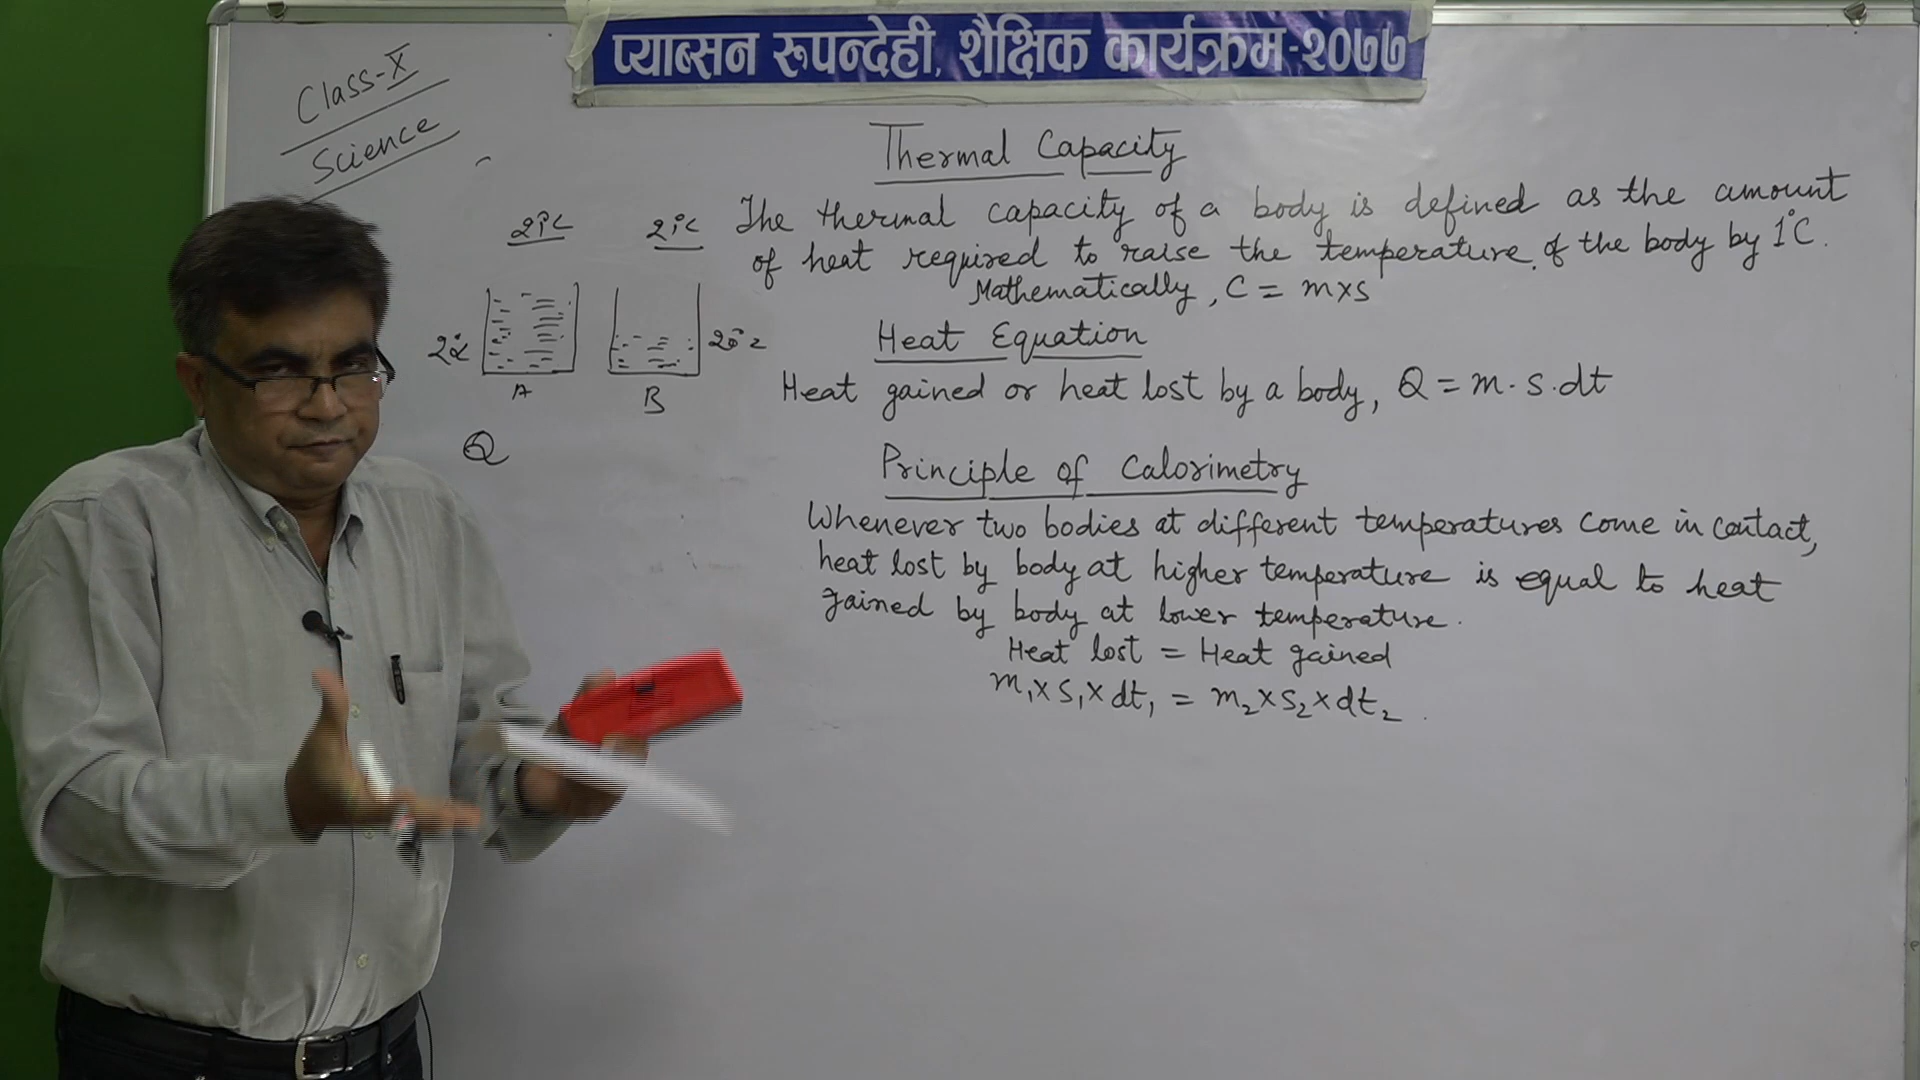 प्याब्सन रूपन्देही, शैक्षिक कार्यक्रम-२०७७
Class-X
Science
Thermal Capacity
The thermal capacity of a body is defined as the amount
of heat required to raise the temperature of the body by 1°C.
Mathematically, C = m×s
Heat Equation
Heat gained or heat lost by a body, Q = m·s·dt
Principle of Calorimetry
Whenever two bodies at different temperatures come in contact,
heat lost by body at higher temperature is equal to heat
gained by body at lower temperature.
Heat lost = Heat gained
m₁×s₁×dt₁ = m₂×s₂×dt₂
21°C 21°C
A B
Q